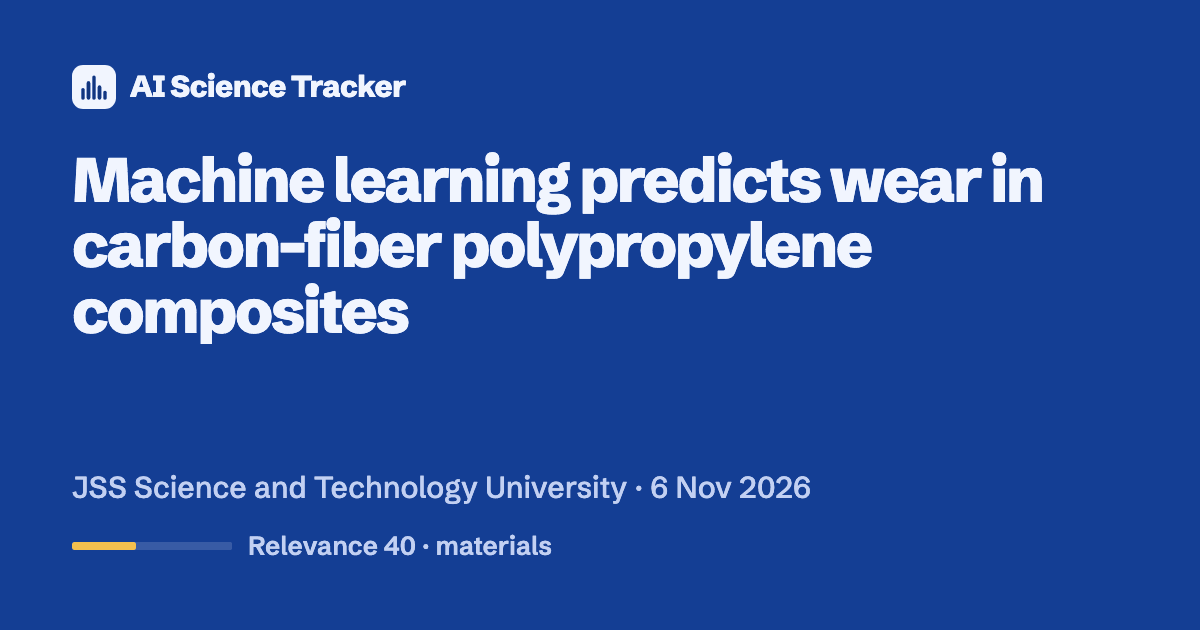 AI Science Tracker
Machine learning predicts wear in
carbon-fiber polypropylene
composites
JSS Science and Technology University · 6 Nov 2026
Relevance 40 · materials